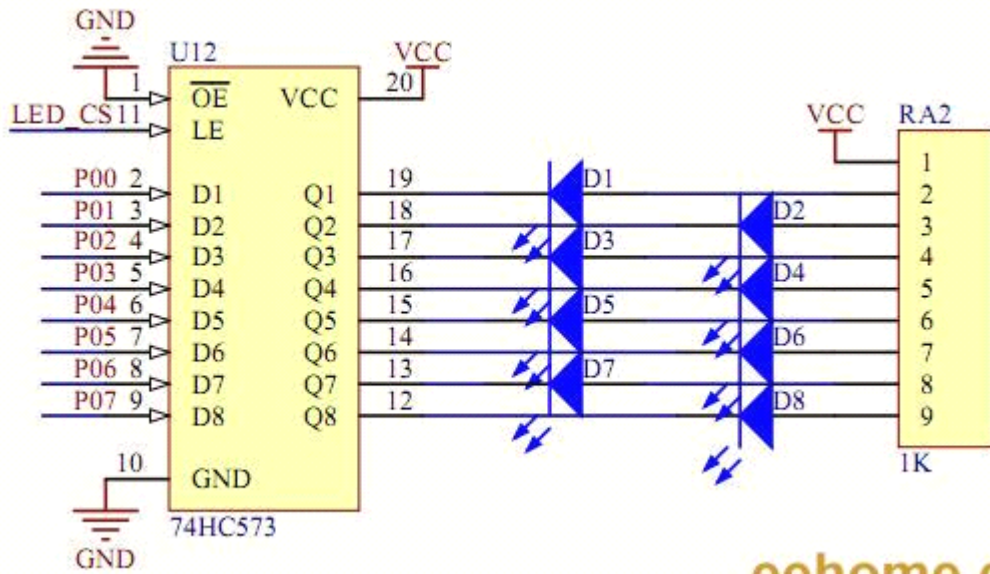 GND
U12
VCC
1 OE VCC 20
LED_CS 11 LE
VCC
RA2
1
P00 2 D1 Q1 19 D1 2
P01 3 D2 Q2 18 D2 3
P02 4 D3 Q3 17 D3 4
P03 5 D4 Q4 16 D4 5
P04 6 D5 Q5 15 D5 6
P05 7 D6 Q6 14 D6 7
P06 8 D7 Q7 13 D7 8
P07 9 D8 Q8 12 D8 9
10 GND
1K
74HC573
GND